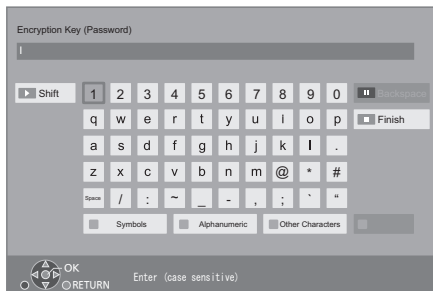 Encryption Key (Password)
Shift 1 2 3 4 5 6 7 8 9 0 Backspace
q w e r t y u i o p Finish
a s d f g h j k l .
z x c v b n m @ * #
Space / : ~ _ - , ; ` “
Symbols Alphanumeric Other Characters
OK
RETURN Enter (case sensitive)